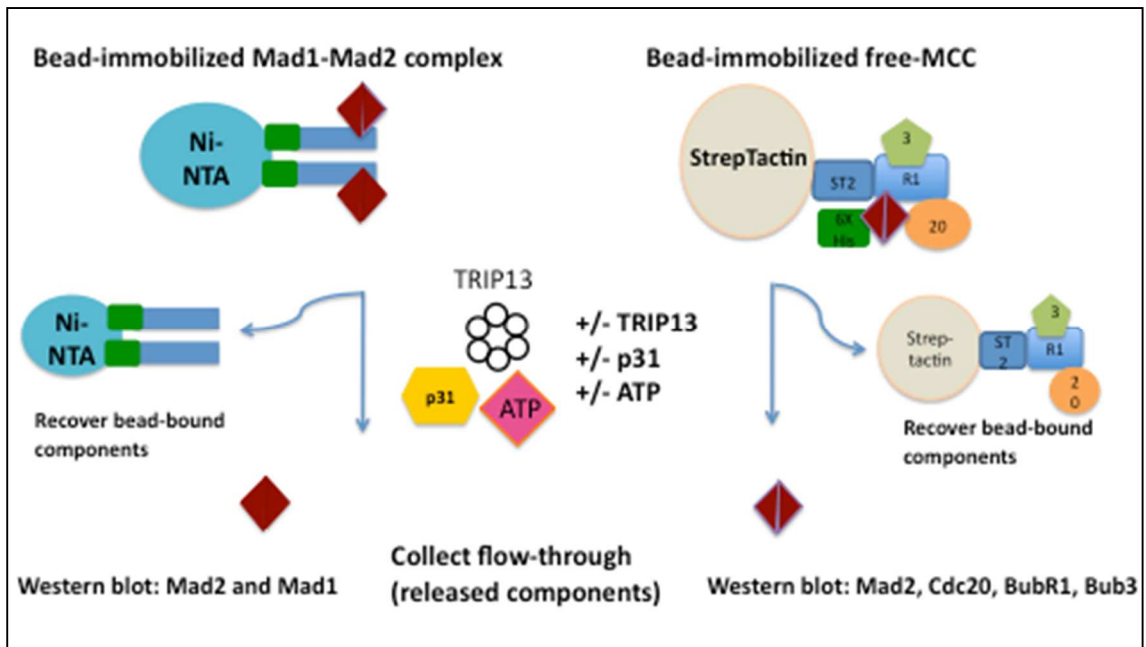 Bead-immobilized Mad1-Mad2 complex
Bead-immobilized free-MCC
Ni-
NTA
StrepTactin
3
ST2
R1
6X
His
20
TRIP13
+/- TRIP13
+/- p31
+/- ATP
p31
ATP
Ni-
NTA
Strep-
tactin
ST
2
3
R1
2
0
Recover bead-bound
components
Recover bead-bound
components
Collect flow-through
(released components)
Western blot: Mad2 and Mad1
Western blot: Mad2, Cdc20, BubR1, Bub3